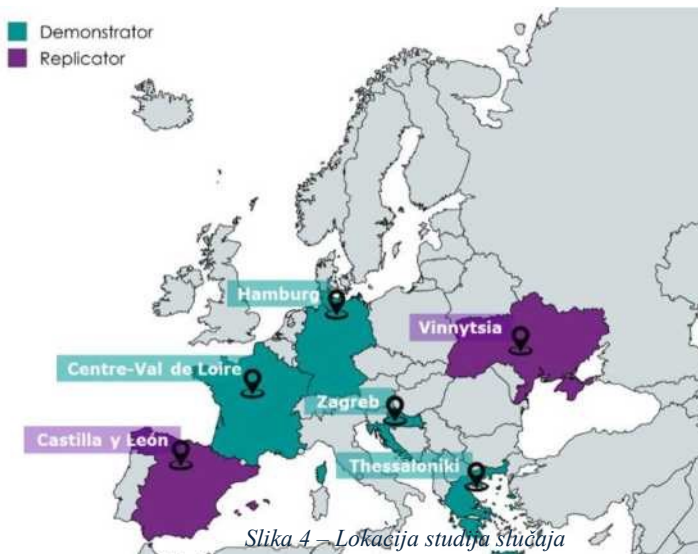 Demonstrator
Replicator
Hamburg
Vinnytsia
Centre-Val de Loire
Zagreb
Castilla y León
Thessaloniki
Slika 4 – Lokacija studija slučaja